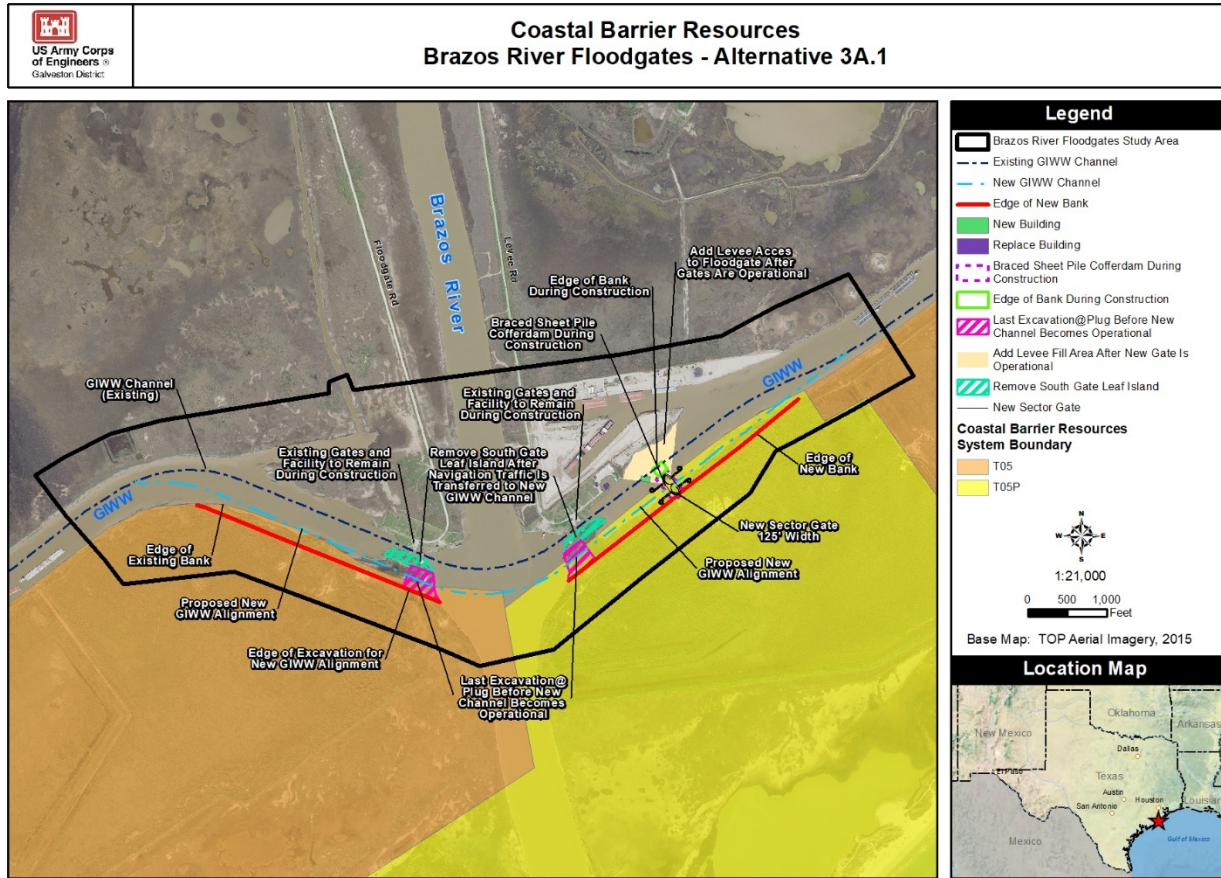 US Army Corps
of Engineers ®
Galveston District
Coastal Barrier Resources
Brazos River Floodgates - Alternative 3A.1
Brazos River
Floodgate Rd
Levee Rd
Add Levee Acces
to Floodgate After
Gates Are Operational
Edge of Bank
During Construction
Braced Sheet Pile
Cofferdam During
Construction
GIWW Channel
(Existing)
Existing Gates and
Facility to Remain
During Construction
GIWW
Existing Gates and
Facility to Remain
During Construction
Remove South Gate
Leaf Island After
Navigation Traffic Is
Transferred to New
GIWW Channel
Edge of
New Bank
GIWW
New Sector Gate
125' Width
Edge of
Existing Bank
Proposed New
GIWW Alignment
Proposed New
GIWW Alignment
Edge of Excavation for
New GIWW Alignment
Last Excavation@
Plug Before New
Channel Becomes
Operational
Legend
Brazos River Floodgates Study Area
Existing GIWW Channel
New GIWW Channel
Edge of New Bank
New Building
Replace Building
Braced Sheet Pile Cofferdam During
Construction
Edge of Bank During Construction
Last Excavation@Plug Before New
Channel Becomes Operational
Add Levee Fill Area After New Gate Is
Operational
Remove South Gate Leaf Island
New Sector Gate
Coastal Barrier Resources
System Boundary
T05
T05P
N
W E
S
1:21,000
0 500 1,000
Feet
Base Map: TOP Aerial Imagery, 2015
Location Map
Oklahoma
Arkansas
New Mexico
Dallas
El Paso
Texas
Austin
Houston
Louisiana
San Antonio
Mexico
Gulf of Mexico